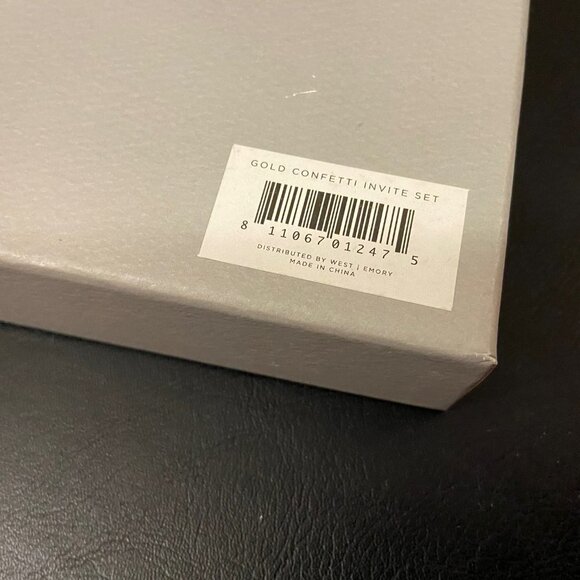 GOLD CONFETTI INVITE SET
8 11067 01247 5
DISTRIBUTED BY WEST | EMORY
MADE IN CHINA